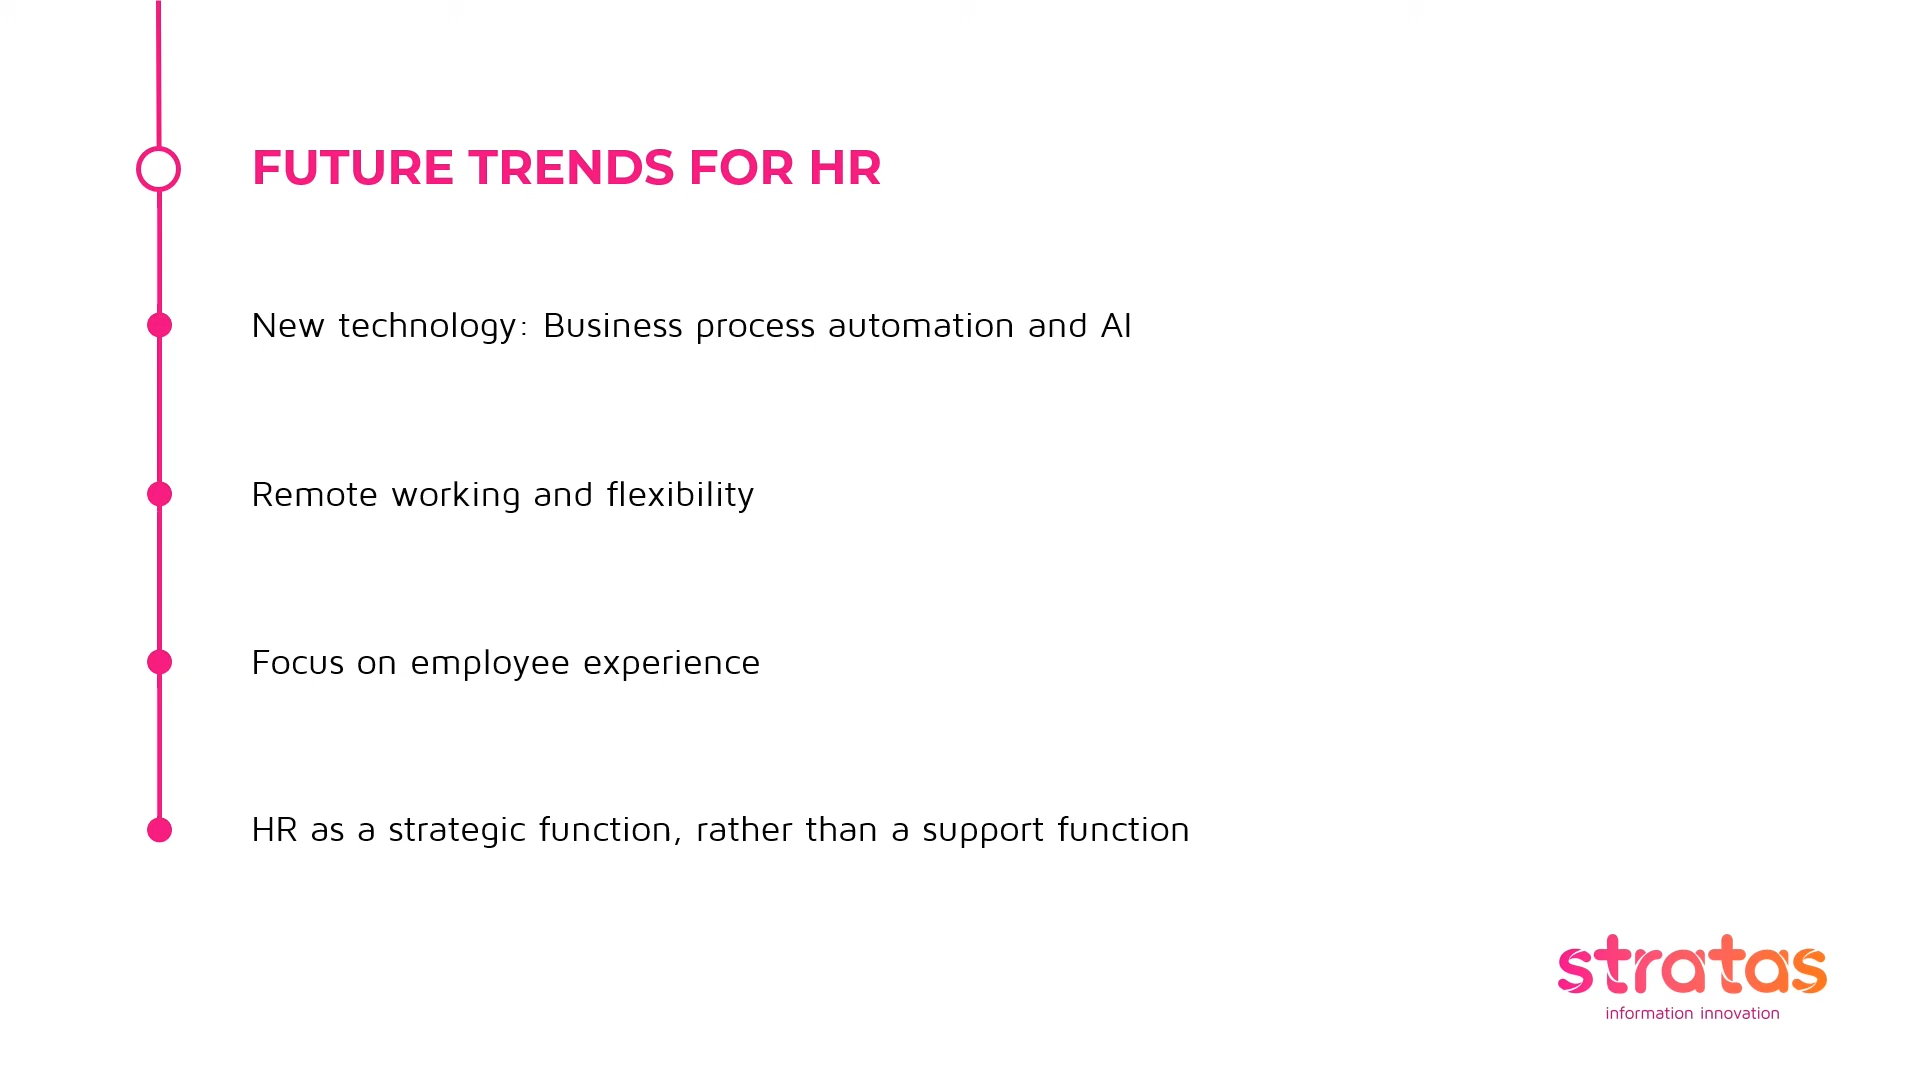 FUTURE TRENDS FOR HR
New technology: Business process automation and AI
Remote working and flexibility
Focus on employee experience
HR as a strategic function, rather than a support function
stratas
information innovation